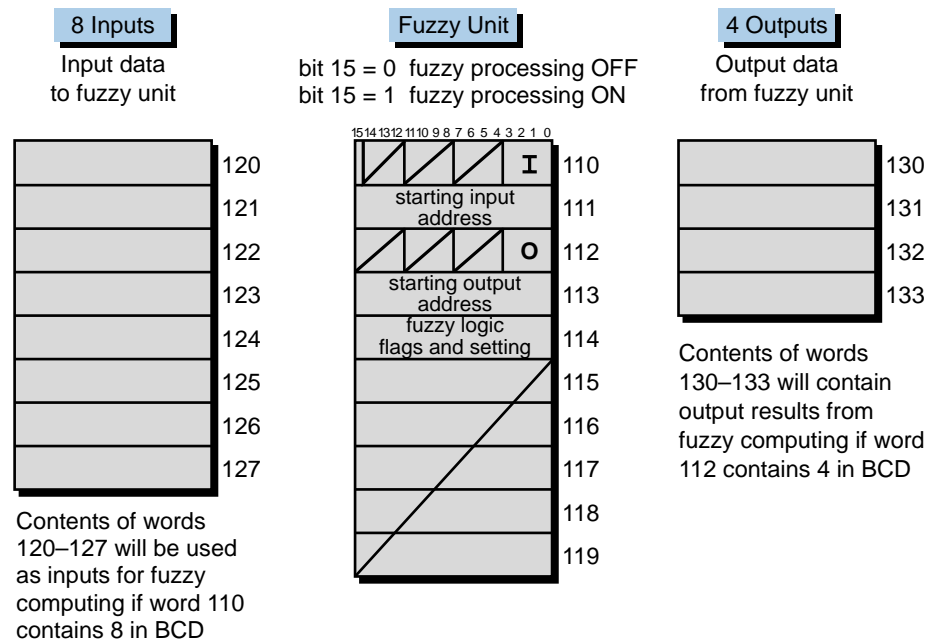 8 Inputs
Input data
to fuzzy unit
120
121
122
123
124
125
126
127
Contents of words
120–127 will be used
as inputs for fuzzy
computing if word 110
contains 8 in BCD
Fuzzy Unit
bit 15 = 0 fuzzy processing OFF
bit 15 = 1 fuzzy processing ON
15 14 13 12 11 10 9 8 7 6 5 4 3 2 1 0
I 110
starting input
address
111
O 112
starting output
address
113
fuzzy logic
flags and setting
114
115
116
117
118
119
4 Outputs
Output data
from fuzzy unit
130
131
132
133
Contents of words
130–133 will contain
output results from
fuzzy computing if word
112 contains 4 in BCD